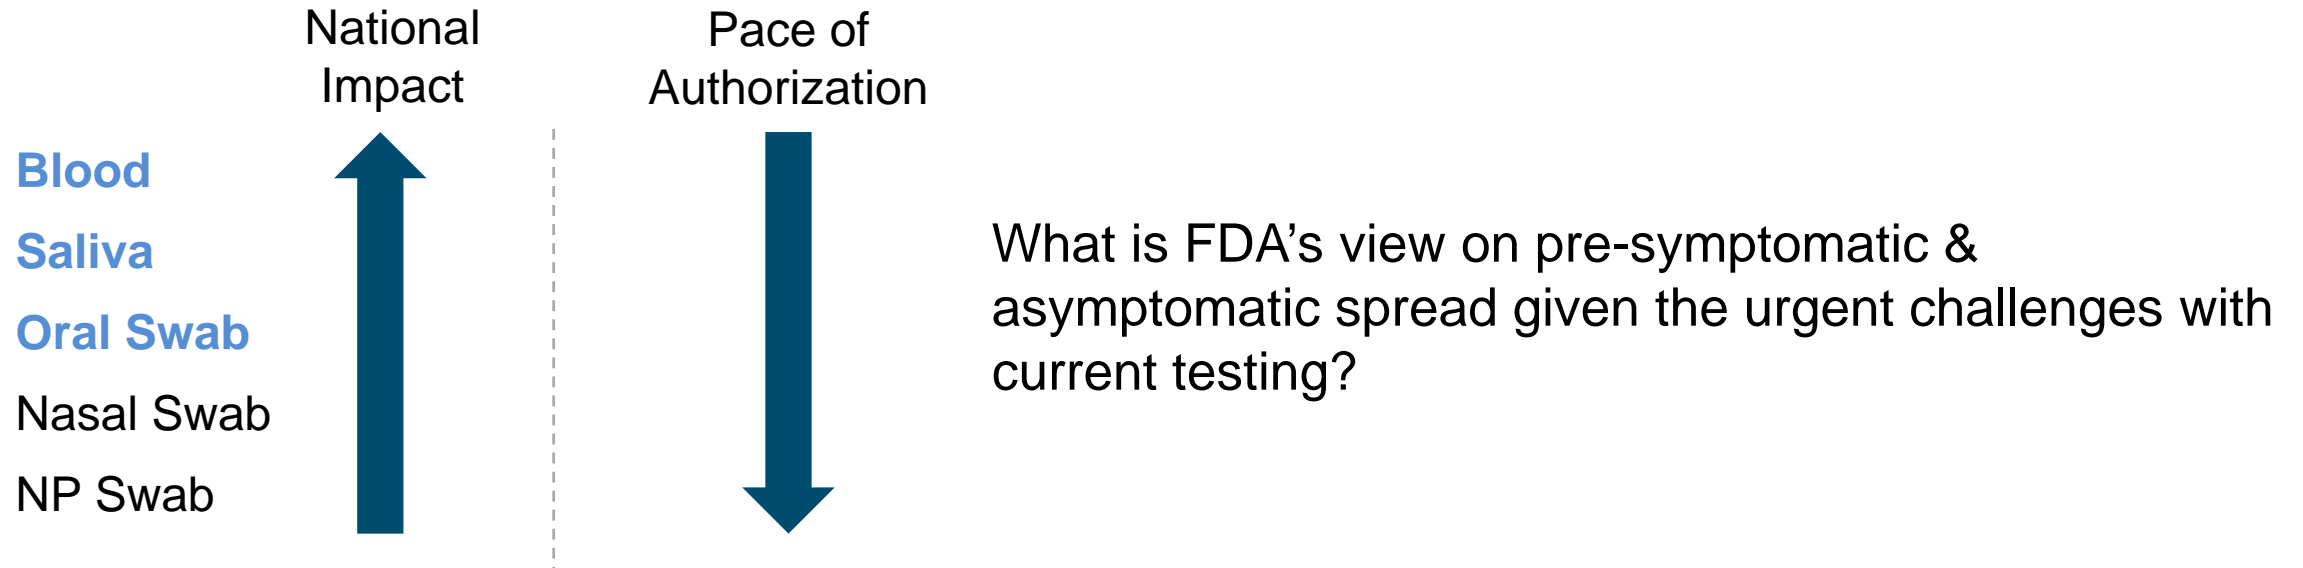 National
Impact
Pace of
Authorization
Blood
Saliva
Oral Swab
Nasal Swab
NP Swab
What is FDA’s view on pre-symptomatic &
asymptomatic spread given the urgent challenges with
current testing?